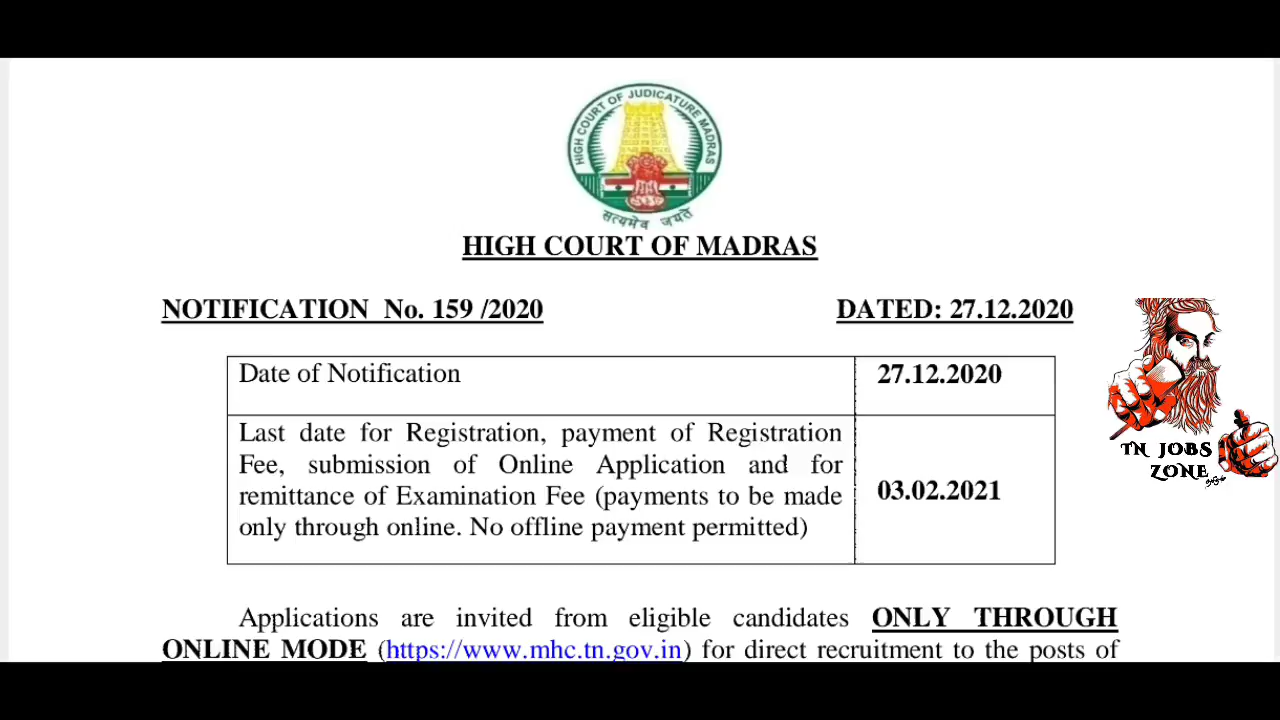 HIGH COURT OF JUDICATURE MADRAS
सत्यमेव जयते
HIGH COURT OF MADRAS
NOTIFICATION No. 159 /2020
DATED: 27.12.2020
Date of Notification
27.12.2020
Last date for Registration, payment of Registration
Fee, submission of Online Application and for
remittance of Examination Fee (payments to be made
only through online. No offline payment permitted)
03.02.2021
TN JOBS
ZONE
Applications are invited from eligible candidates ONLY THROUGH
ONLINE MODE (https://www.mhc.tn.gov.in) for direct recruitment to the posts of